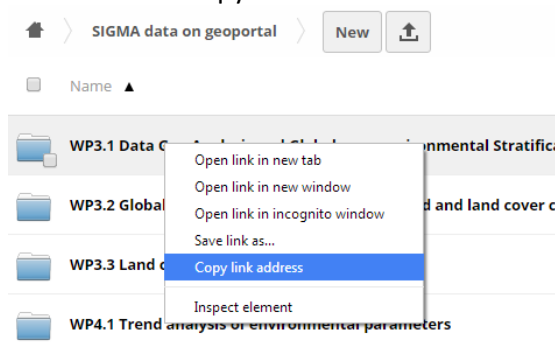 SIGMA data on geoportal New
Name ▲
WP3.1 Data onmental Stratific
Open link in new tab
WP3.2 Global d and land cover c
Open link in new window
Open link in incognito window
Save link as...
WP3.3 Land
Copy link address
Inspect element
WP4.1 Trend analysis of environmental parameters